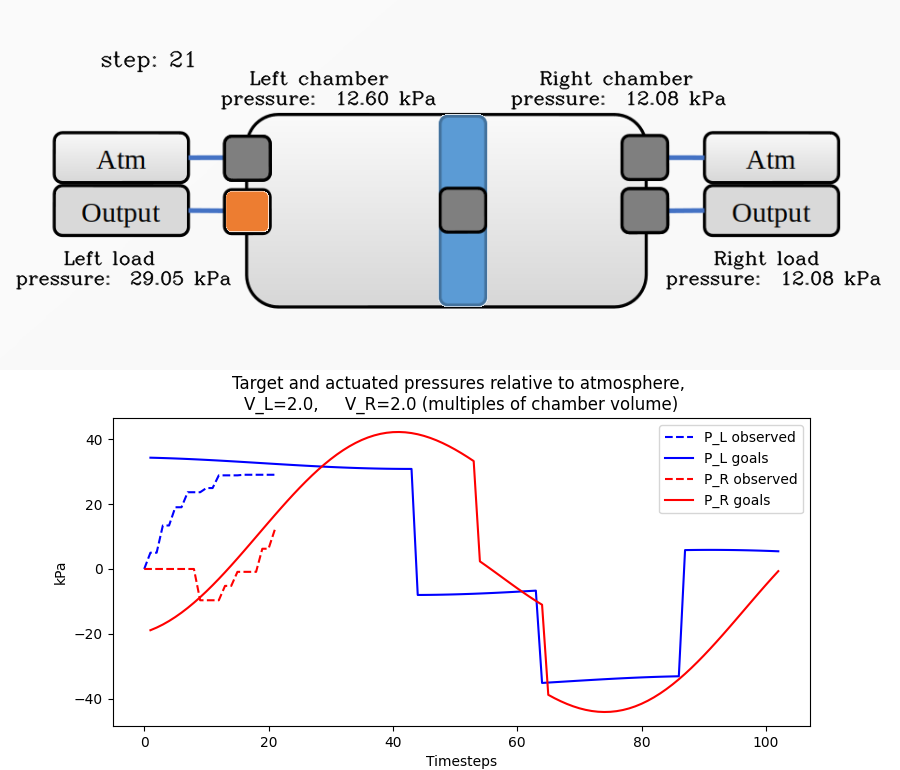 step: 21
Left chamber
pressure: 12.60 kPa
Right chamber
pressure: 12.08 kPa
Atm
Output
Atm
Output
Left load
pressure: 29.05 kPa
Right load
pressure: 12.08 kPa
Target and actuated pressures relative to atmosphere,
V_L=2.0, V_R=2.0 (multiples of chamber volume)
P_L observed
P_L goals
P_R observed
P_R goals
kPa
40
20
0
−20
−40
0 20 40 60 80 100
Timesteps